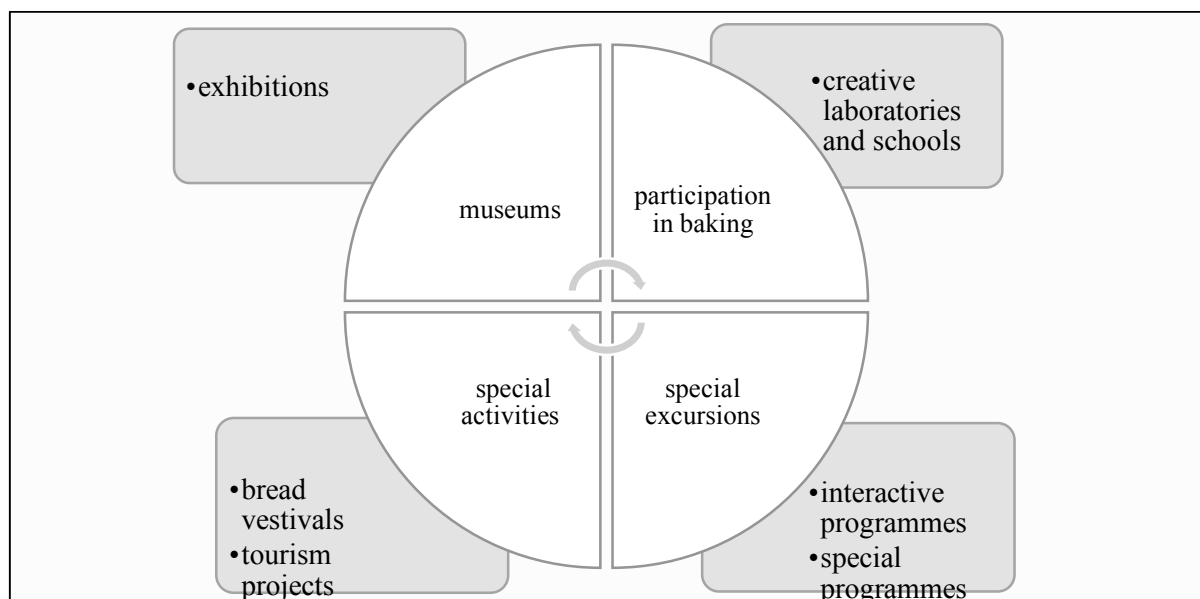 •exhibitions
•creative
laboratories
and schools
museums
participation
in baking
special
activities
special
excursions
•bread
vestivals
•tourism
projects
•interactive
programmes
•special
programmes